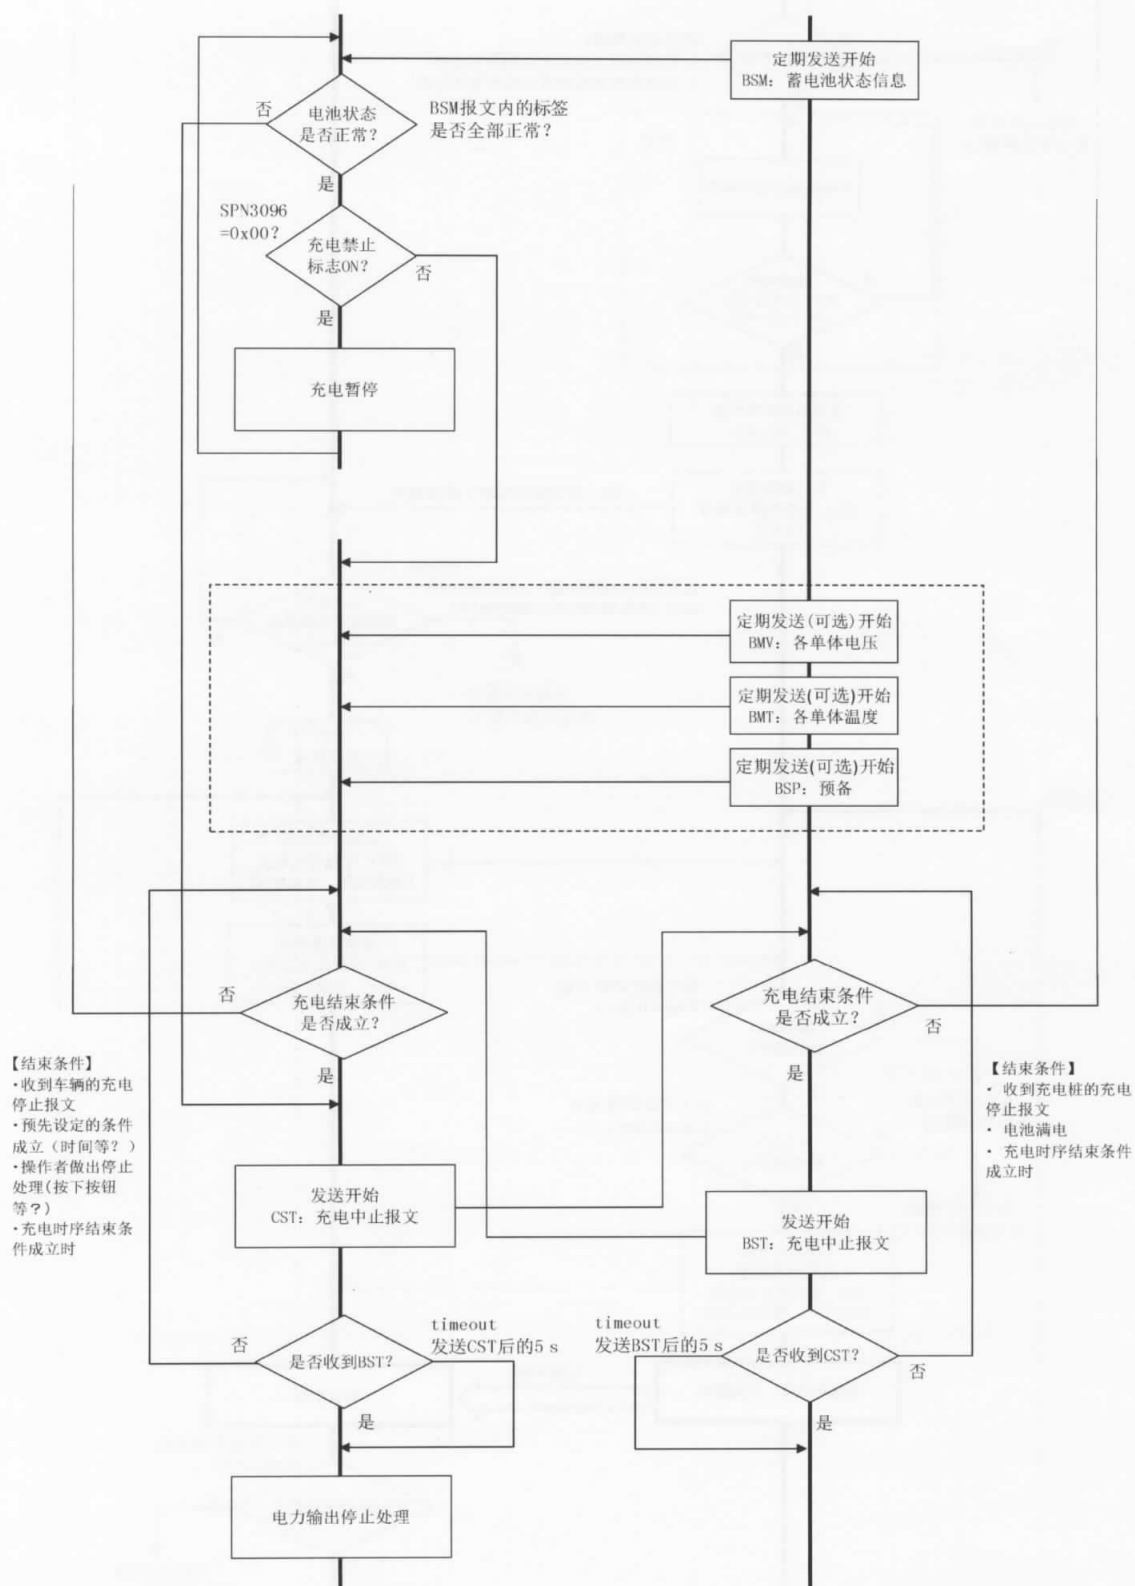 定期发送开始
BSM：蓄电池状态信息
否
电池状态
是否正常？
BSM报文内的标签
是否全部正常？
是
SPN3096
=0x00？
充电禁止
标志ON？
否
是
充电暂停
定期发送(可选)开始
BMV：各单体电压
定期发送(可选)开始
BMT：各单体温度
定期发送(可选)开始
BSP：预备
否
充电结束条件
是否成立？
充电结束条件
是否成立？
否
是
是
【结束条件】
·收到车辆的充电
停止报文
·预先设定的条件
成立（时间等？）
·操作者做出停止
处理(按下按钮
等？)
·充电时序结束条
件成立时
【结束条件】
· 收到充电桩的充电
停止报文
· 电池满电
· 充电时序结束条件
成立时
发送开始
CST：充电中止报文
发送开始
BST：充电中止报文
否
是否收到BST？
timeout
发送CST后的5 s
timeout
发送BST后的5 s
是否收到CST？
否
是
是
电力输出停止处理